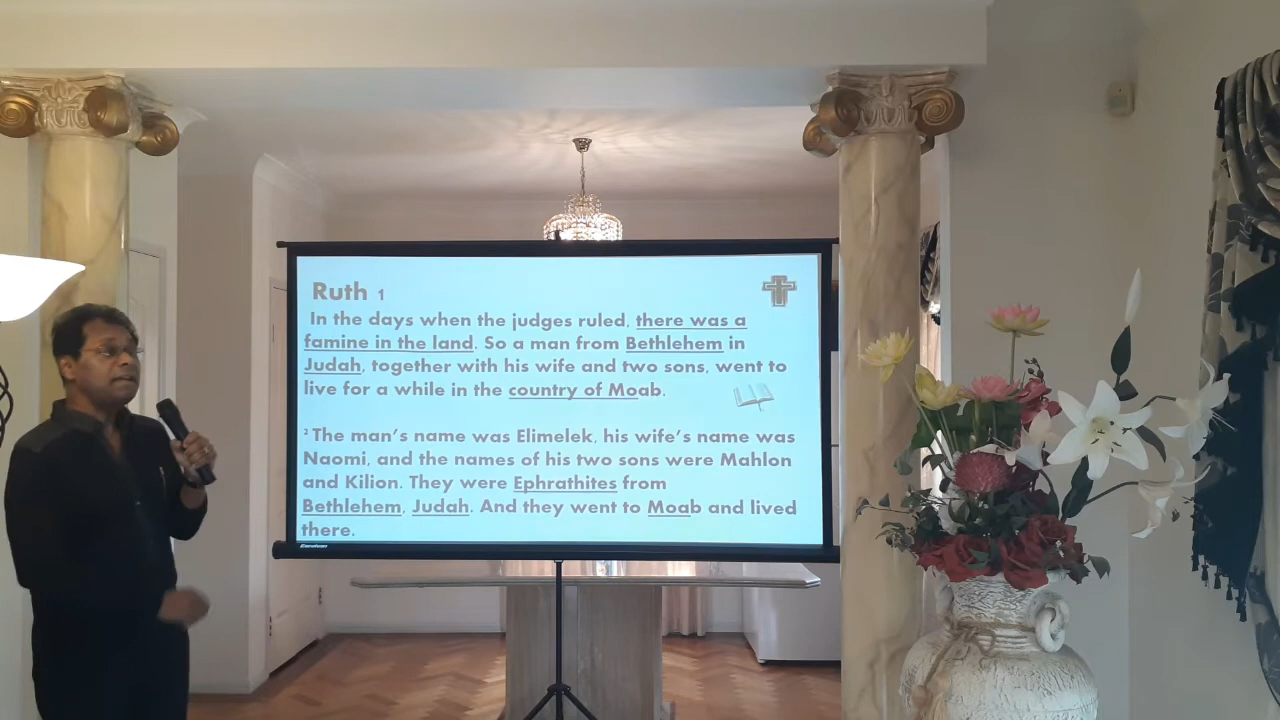 Ruth 1
In the days when the judges ruled, there was a
famine in the land. So a man from Bethlehem in
Judah, together with his wife and two sons, went to
live for a while in the country of Moab.
2 The man's name was Elimelek, his wife's name was
Naomi, and the names of his two sons were Mahlon
and Kilion. They were Ephrathites from
Bethlehem, Judah. And they went to Moab and lived
there.